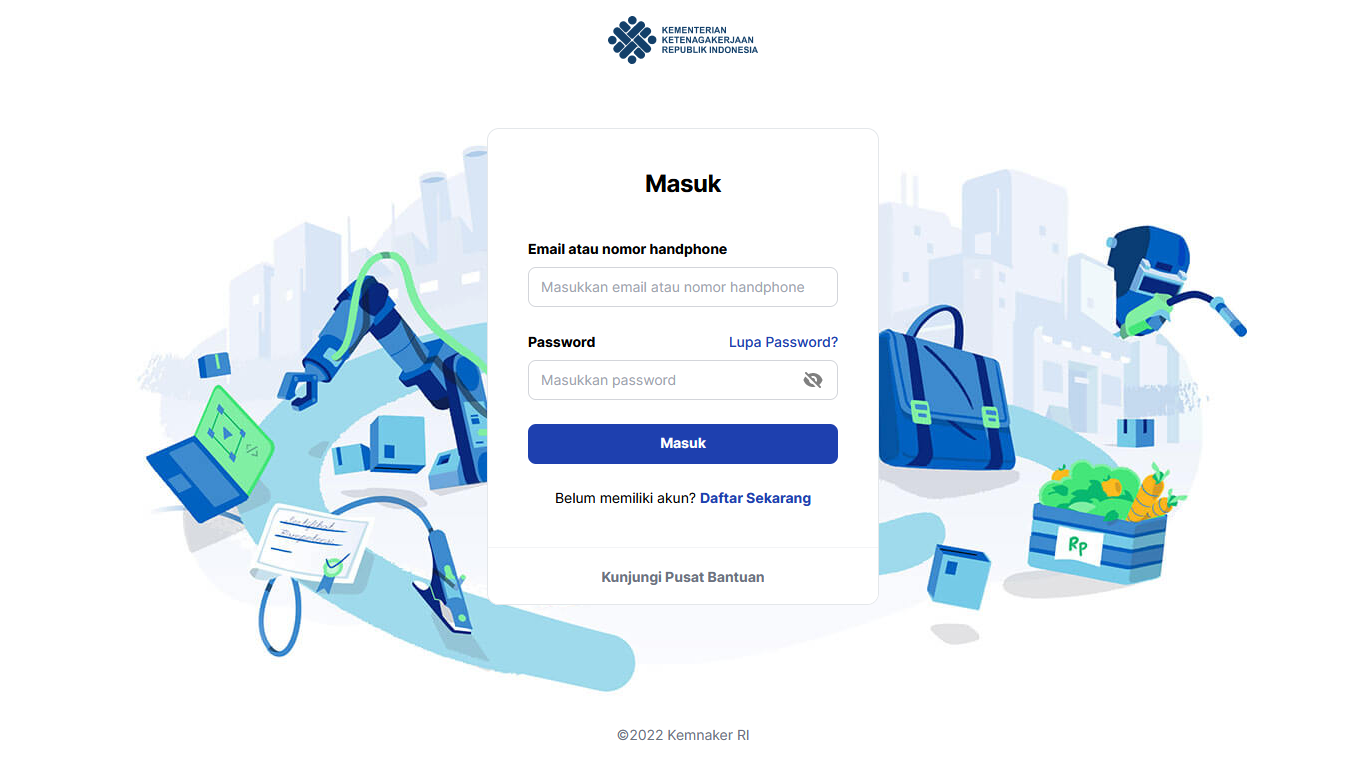 KEMENTERIAN
KETENAGAKERJAAN
REPUBLIK INDONESIA
Masuk
Email atau nomor handphone
Masukkan email atau nomor handphone
Password Lupa Password?
Masukkan password
Masuk
Belum memiliki akun? Daftar Sekarang
Kunjungi Pusat Bantuan
</>
Rp
©2022 Kemnaker RI